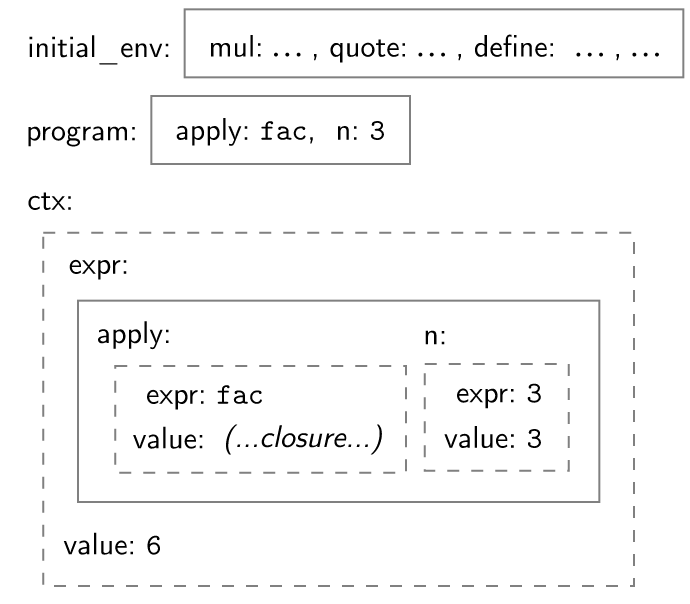 initial_env: mul: ... , quote: ... , define: ... , ...
program: apply: fac, n: 3
ctx:
expr:
apply: n:
expr: fac expr: 3
value: (...closure...) value: 3
value: 6